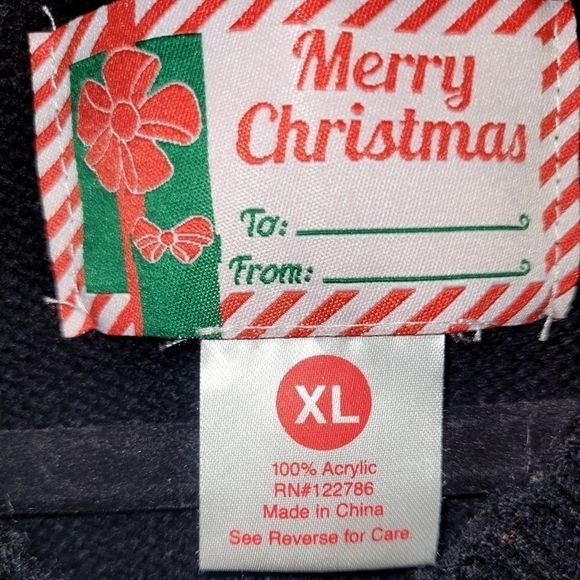 Merry
Christmas
To:
From:
XL
100% Acrylic
RN#122786
Made in China
See Reverse for Care